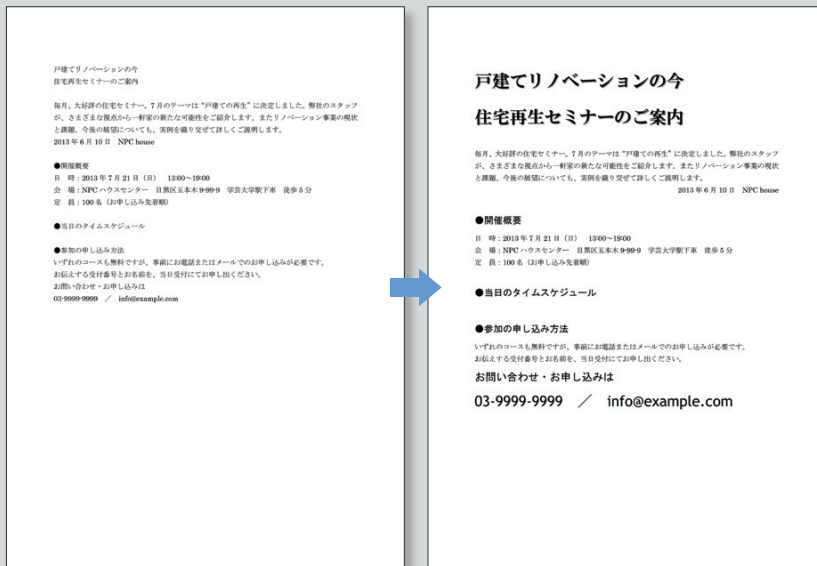 戸建てリノベーションの今
住宅再生セミナーのご案内
毎月、大好評の住宅セミナー。7月のテーマは“戸建ての再生”に決定しました。弊社のスタッフ
が、さまざまな視点から一軒家の新たな可能性をご紹介します。またリノベーション事業の現状
と課題、今後の展望についても、実例を織り交ぜて詳しくご説明します。
2013年6月10日　NPC house
●開催概要
日　時：2013年7月21日（日）　13:00～19:00
会　場：NPCハウスセンター　目黒区五本木9-99-9　学芸大学駅下車　徒歩5分
定　員：100名（お申し込み先着順）
●当日のタイムスケジュール
●参加の申し込み方法
いずれのコースも無料ですが、事前にお電話またはメールでのお申し込みが必要です。
お伝えする受付番号とお名前を、当日受付にてお申し出ください。
お問い合わせ・お申し込みは
03-9999-9999　／　info@example.com
戸建てリノベーションの今
住宅再生セミナーのご案内
毎月、大好評の住宅セミナー。7月のテーマは“戸建ての再生”に決定しました。弊社のスタッフ
が、さまざまな視点から一軒家の新たな可能性をご紹介します。またリノベーション事業の現状
と課題、今後の展望についても、実例を織り交ぜて詳しくご説明します。
2013年6月10日　NPC house
●開催概要
日　時：2013年7月21日（日）　13:00～19:00
会　場：NPCハウスセンター　目黒区五本木9-99-9　学芸大学駅下車　徒歩5分
定　員：100名（お申し込み先着順）
●当日のタイムスケジュール
●参加の申し込み方法
いずれのコースも無料ですが、事前にお電話またはメールでのお申し込みが必要です。
お伝えする受付番号とお名前を、当日受付にてお申し出ください。
お問い合わせ・お申し込みは
03-9999-9999　／　info@example.com